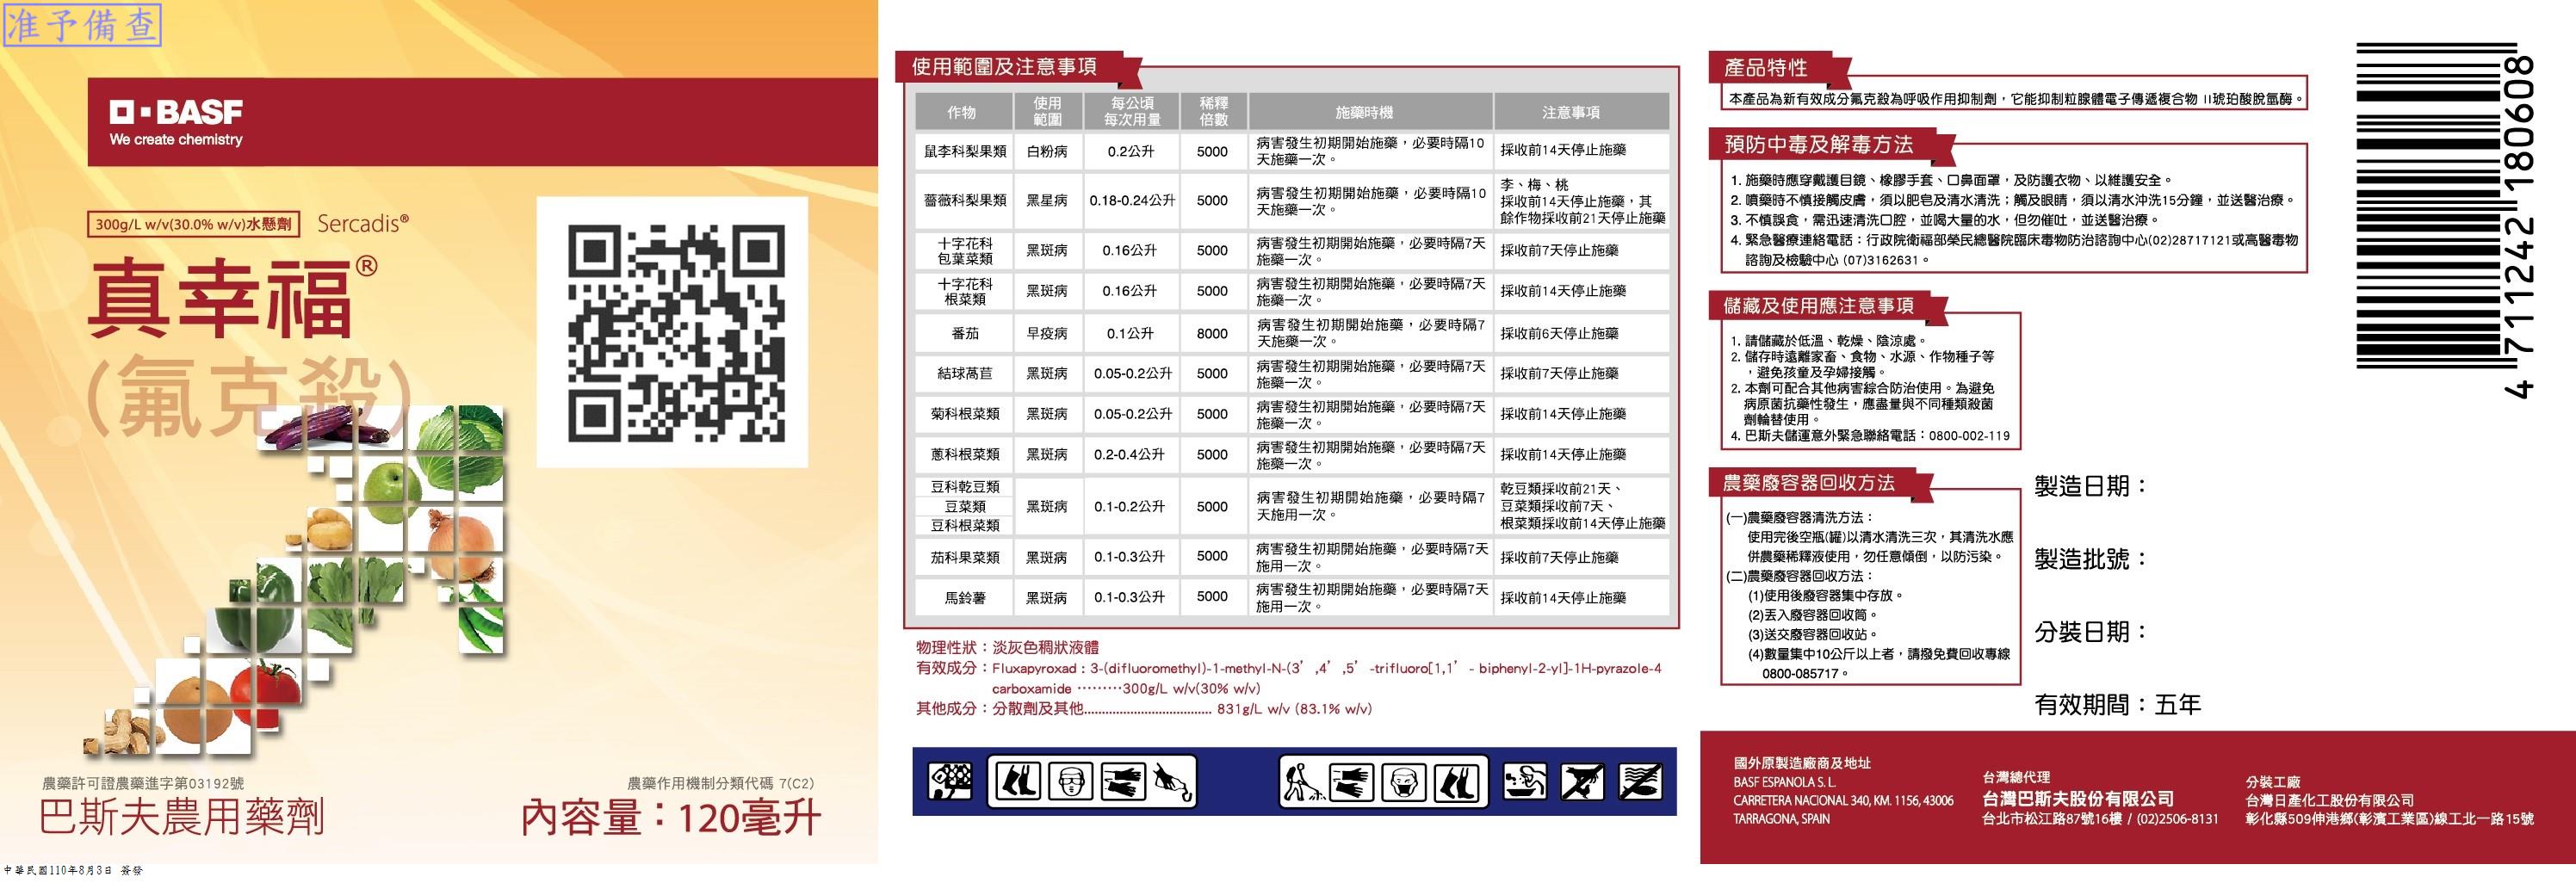 准予備查
BASF
We create chemistry
300g/L w/v(30.0% w/v)水懸劑
Sercadis®
真幸福®
(氟克殺)
農藥許可證農藥進字第03192號
巴斯夫農用藥劑
農藥作用機制分類代碼 7(C2)
內容量：120毫升
中華民國110年8月3日 簽發
使用範圍及注意事項
作物 使用範圍 每公頃每次用量 稀釋倍數 施藥時機 注意事項
鼠李科梨果類 白粉病 0.2公升 5000 病害發生初期開始施藥，必要時隔10天施藥一次。 採收前14天停止施藥
薔薇科梨果類 黑星病 0.18-0.24公升 5000 病害發生初期開始施藥，必要時隔10天施藥一次。 李、梅、桃採收前14天停止施藥，其餘作物採收前21天停止施藥
十字花科包葉菜類 黑斑病 0.16公升 5000 病害發生初期開始施藥，必要時隔7天施藥一次。 採收前7天停止施藥
十字花科根菜類 黑斑病 0.16公升 5000 病害發生初期開始施藥，必要時隔7天施藥一次。 採收前14天停止施藥
番茄 早疫病 0.1公升 8000 病害發生初期開始施藥，必要時隔7天施藥一次。 採收前6天停止施藥
結球萵苣 黑斑病 0.05-0.2公升 5000 病害發生初期開始施藥，必要時隔7天施藥一次。 採收前7天停止施藥
菊科根菜類 黑斑病 0.05-0.2公升 5000 病害發生初期開始施藥，必要時隔7天施藥一次。 採收前14天停止施藥
蔥科根菜類 黑斑病 0.2-0.4公升 5000 病害發生初期開始施藥，必要時隔7天施藥一次。 採收前14天停止施藥
豆科乾豆類 豆菜類 豆科根菜類 黑斑病 0.1-0.2公升 5000 病害發生初期開始施藥，必要時隔7天施用一次。 乾豆類採收前21天、豆菜類採收前7天、根菜類採收前14天停止施藥
茄科果菜類 黑斑病 0.1-0.3公升 5000 病害發生初期開始施藥，必要時隔7天施用一次。 採收前7天停止施藥
馬鈴薯 黑斑病 0.1-0.3公升 5000 病害發生初期開始施藥，必要時隔7天施用一次。 採收前14天停止施藥
物理性狀：淡灰色稠狀液體
有效成分：Fluxapyroxad : 3-(difluoromethyl)-1-methyl-N-(3’,4’,5’-trifluoro[1,1’- biphenyl-2-yl]-1H-pyrazole-4
carboxamide ………300g/L w/v(30% w/v)
其他成分：分散劑及其他.................................. 831g/L w/v (83.1% w/v)
產品特性
本產品為新有效成分氟克殺為呼吸作用抑制劑，它能抑制粒腺體電子傳遞複合物 II琥珀酸脫氫酶。
預防中毒及解毒方法
1. 施藥時應穿戴護目鏡、橡膠手套、口鼻面罩，及防護衣物、以維護安全。
2. 噴藥時不慎接觸皮膚，須以肥皂及清水清洗；觸及眼睛，須以清水沖洗15分鐘，並送醫治療。
3. 不慎誤食，需迅速清洗口腔，並喝大量的水，但勿催吐，並送醫治療。
4. 緊急醫療連絡電話：行政院衛福部榮民總醫院臨床毒物防治諮詢中心(02)28717121或高醫毒物
諮詢及檢驗中心 (07)3162631。
儲藏及使用應注意事項
1. 請儲藏於低溫、乾燥、陰涼處。
2. 儲存時遠離家畜、食物、水源、作物種子等
，避免孩童及孕婦接觸。
2. 本劑可配合其他病害綜合防治使用。為避免
病原菌抗藥性發生，應盡量與不同種類殺菌
劑輪替使用。
4. 巴斯夫儲運意外緊急聯絡電話：0800-002-119
農藥廢容器回收方法
(一)農藥廢容器清洗方法：
使用完後空瓶(罐)以清水清洗三次，其清洗水應
併農藥稀釋液使用，勿任意傾倒，以防污染。
(二)農藥廢容器回收方法：
(1)使用後廢容器集中存放。
(2)丟入廢容器回收筒。
(3)送交廢容器回收站。
(4)數量集中10公斤以上者，請撥免費回收專線
0800-085717。
製造日期：
製造批號：
分裝日期：
有效期間：五年
4 711242 180608
國外原製造廠商及地址
BASF ESPANOLA S. L.
CARRETERA NACIONAL 340, KM. 1156, 43006
TARRAGONA, SPAIN
台灣總代理
台灣巴斯夫股份有限公司
台北市松江路87號16樓 / (02)2506-8131
分裝工廠
台灣日產化工股份有限公司
彰化縣509伸港鄉(彰濱工業區)線工北一路15號